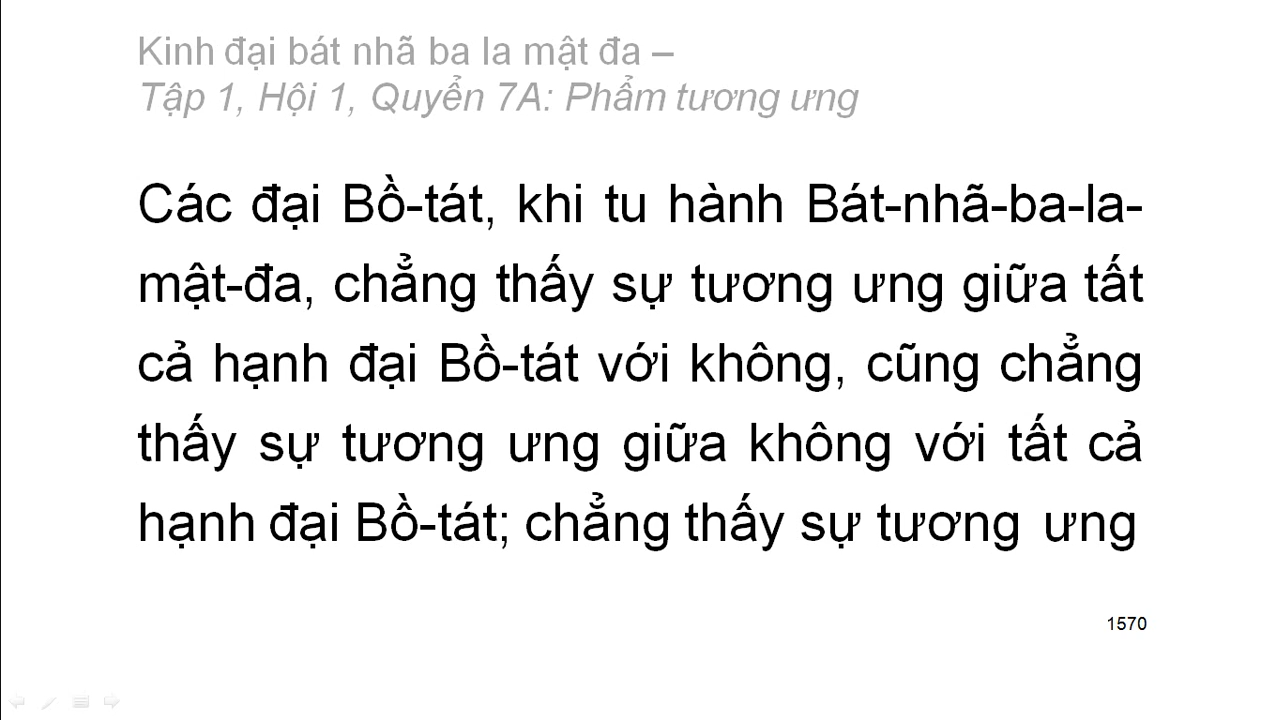 Kinh đại bát nhã ba la mật đa –
Tập 1, Hội 1, Quyển 7A: Phẩm tương ưng
Các đại Bồ-tát, khi tu hành Bát-nhã-ba-la-
mật-đa, chẳng thấy sự tương ưng giữa tất
cả hạnh đại Bồ-tát với không, cũng chẳng
thấy sự tương ưng giữa không với tất cả
hạnh đại Bồ-tát; chẳng thấy sự tương ưng
1570